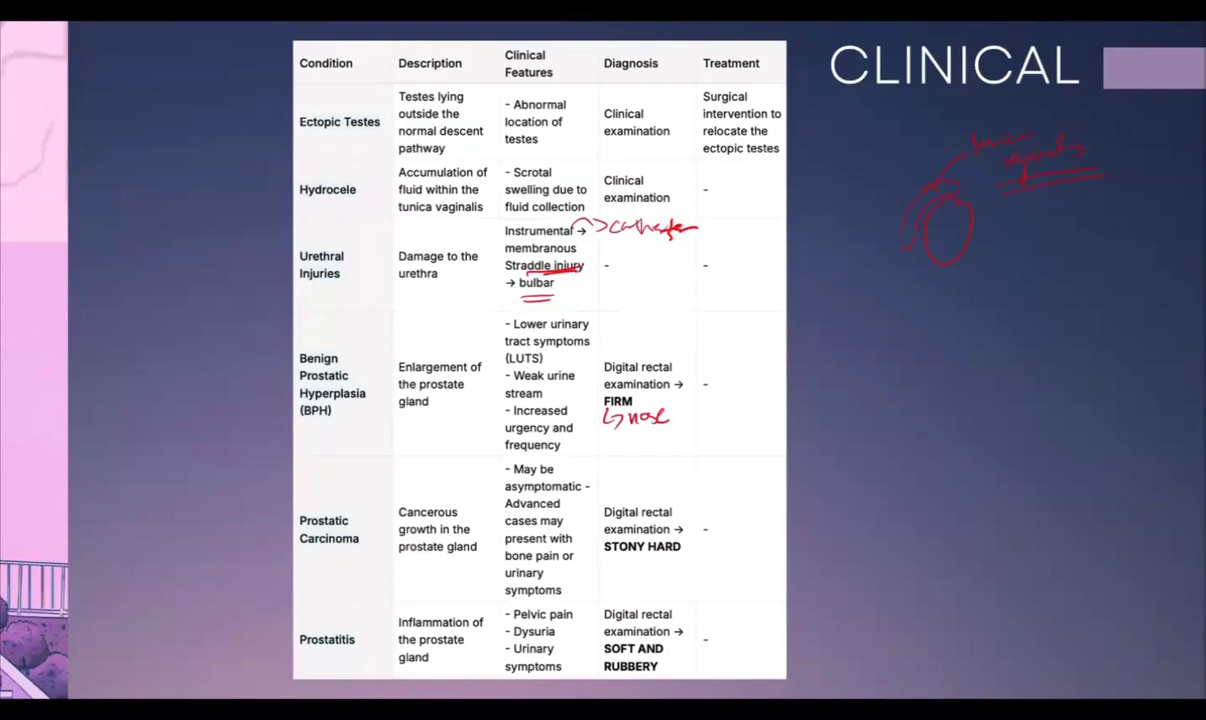 CLINICAL
Condition
Description
Clinical
Features
Diagnosis
Treatment
Ectopic Testes
Testes lying
outside the
normal descent
pathway
- Abnormal
location of
testes
Clinical
examination
Surgical
intervention to
relocate the
ectopic testes
Hydrocele
Accumulation of
fluid within the
tunica vaginalis
- Scrotal
swelling due to
fluid collection
Clinical
examination
-
Urethral
Injuries
Damage to the
urethra
Instrumental →
membranous
Straddle injury
→ bulbar
catheter
-
-
Benign
Prostatic
Hyperplasia
(BPH)
Enlargement of
the prostate
gland
- Lower urinary
tract symptoms
(LUTS)
- Weak urine
stream
- Increased
urgency and
frequency
Digital rectal
examination →
FIRM
nose
-
Prostatic
Carcinoma
Cancerous
growth in the
prostate gland
- May be
asymptomatic -
Advanced
cases may
present with
bone pain or
urinary
symptoms
Digital rectal
examination →
STONY HARD
-
Prostatitis
Inflammation of
the prostate
gland
- Pelvic pain
- Dysuria
- Urinary
symptoms
Digital rectal
examination →
SOFT AND
RUBBERY
-